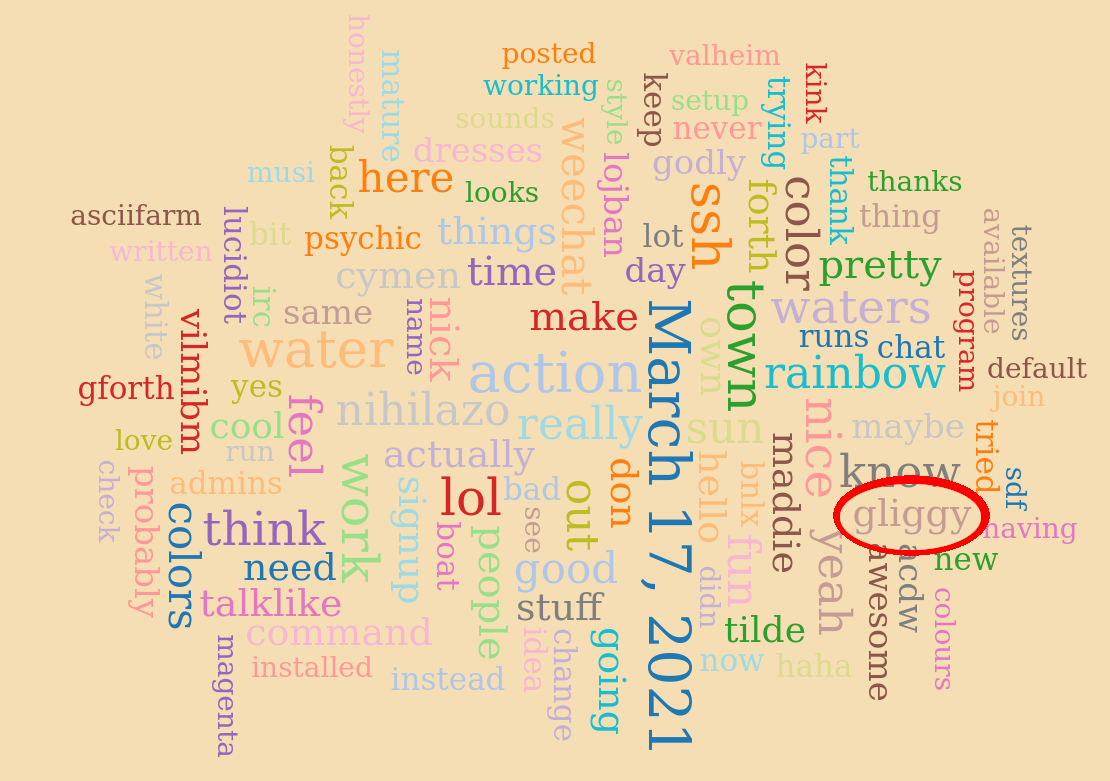 honestly
mature
posted
valheim
working
style
keep
setup
trying
kink
sounds
never
part
weechat
dresses
lojban
godly
back
here
looks
musi
thank
thanks
ssh
forth
color
asciifarm
lucidiot
bit
psychic
things
lot
thing
available
textures
written
cymen
time
day
pretty
white
irc
same
name
nick
make
March 17, 2021
town
waters
program
vilmibm
water
own
runs
chat
action
rainbow
default
gforth
yes
feel
nihilazo
really
nice
join
love
cool
run
actually
sun
maybe
tried
check
probably
admins
work
signup
lol
bad
out
don
hello
bnlx
maddie
know
sdf
gliggy
having
colors
think
boat
see
people
yeah
acdw
awesome
new
need
good
didn
fun
talklike
stuff
tilde
colours
command
idea
change
going
now
haha
magenta
installed
instead